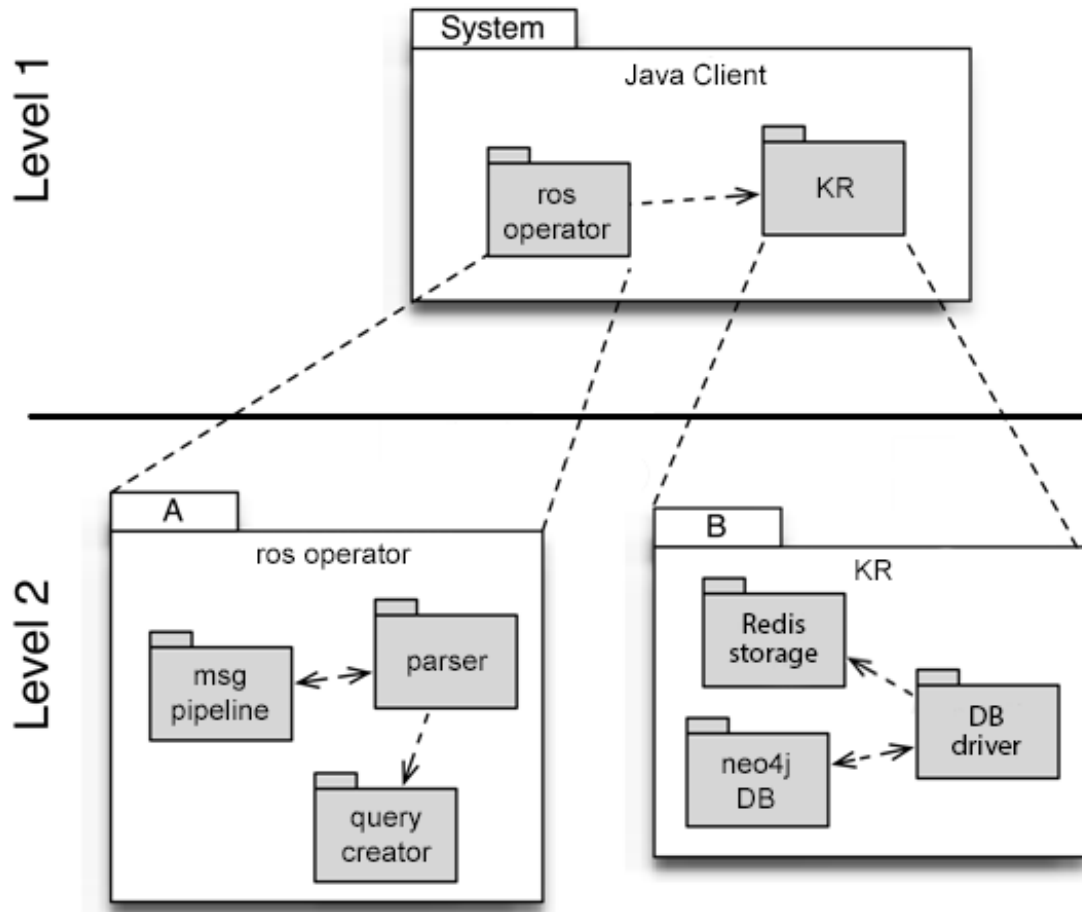 Level 1
System
Java Client
ros
operator
KR
Level 2
A
ros operator
msg
pipeline
parser
query
creator
B
KR
Redis
storage
neo4j
DB
DB
driver